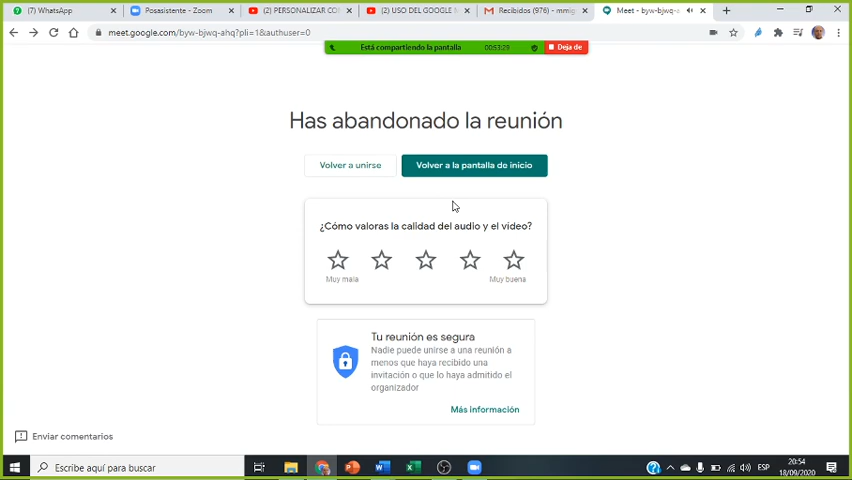 (7) WhatsApp
Posasistente - Zoom
(2) PERSONALIZAR CO
(2) USO DEL GOOGLE M
Recibidos (976) - mmig
Meet - byw-bjwq-a
meet.google.com/byw-bjwq-ahq?pli=1&authuser=0
Está compartiendo la pantalla
00:53:29
Deja de
Has abandonado la reunión
Volver a unirse
Volver a la pantalla de inicio
¿Cómo valoras la calidad del audio y el vídeo?
Muy mala
Muy buena
Tu reunión es segura
Nadie puede unirse a una reunión a
menos que haya recibido una
invitación o que lo haya admitido el
organizador
Más información
Enviar comentarios
Escribe aquí para buscar
ESP
20:54
18/09/2020